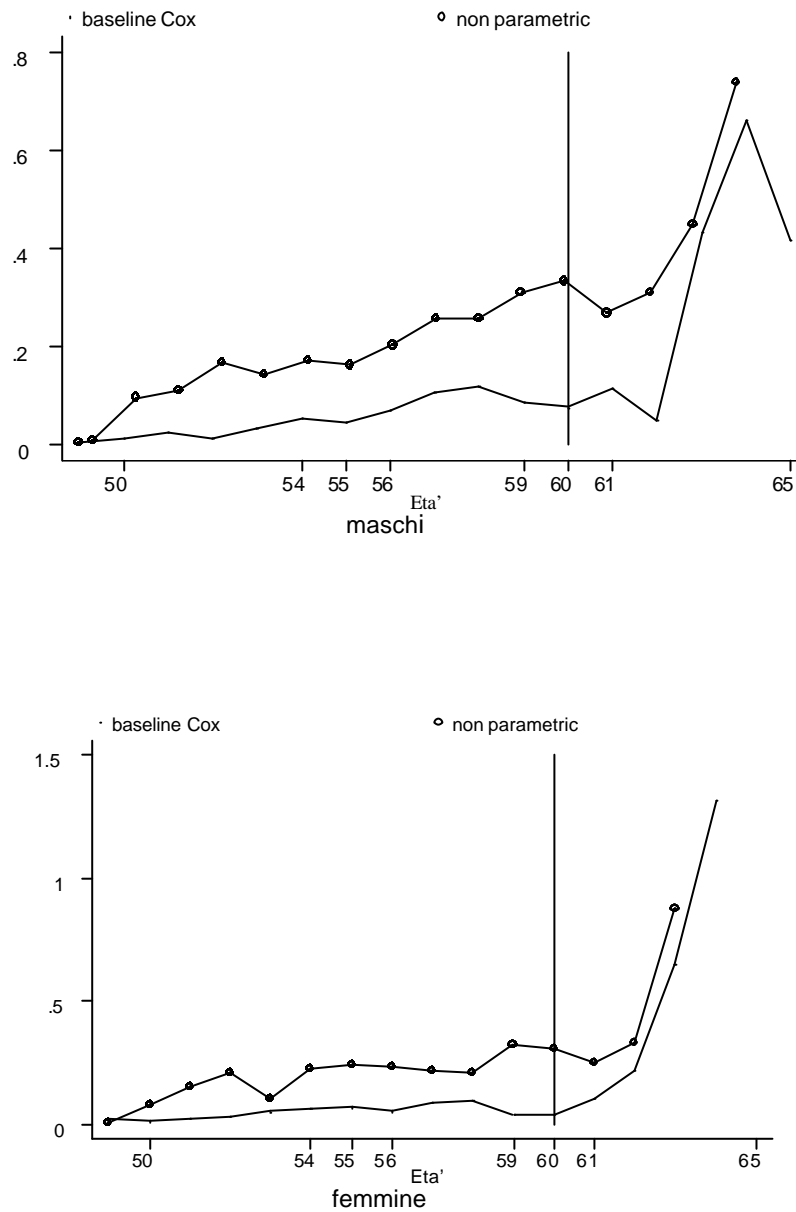 baseline Cox non parametric
.8
.6
.4
.2
0
50 54 55 56 59 60 61 65
Eta'
maschi
baseline Cox non parametric
1.5
1
.5
0
50 54 55 56 59 60 61 65
Eta'
femmine